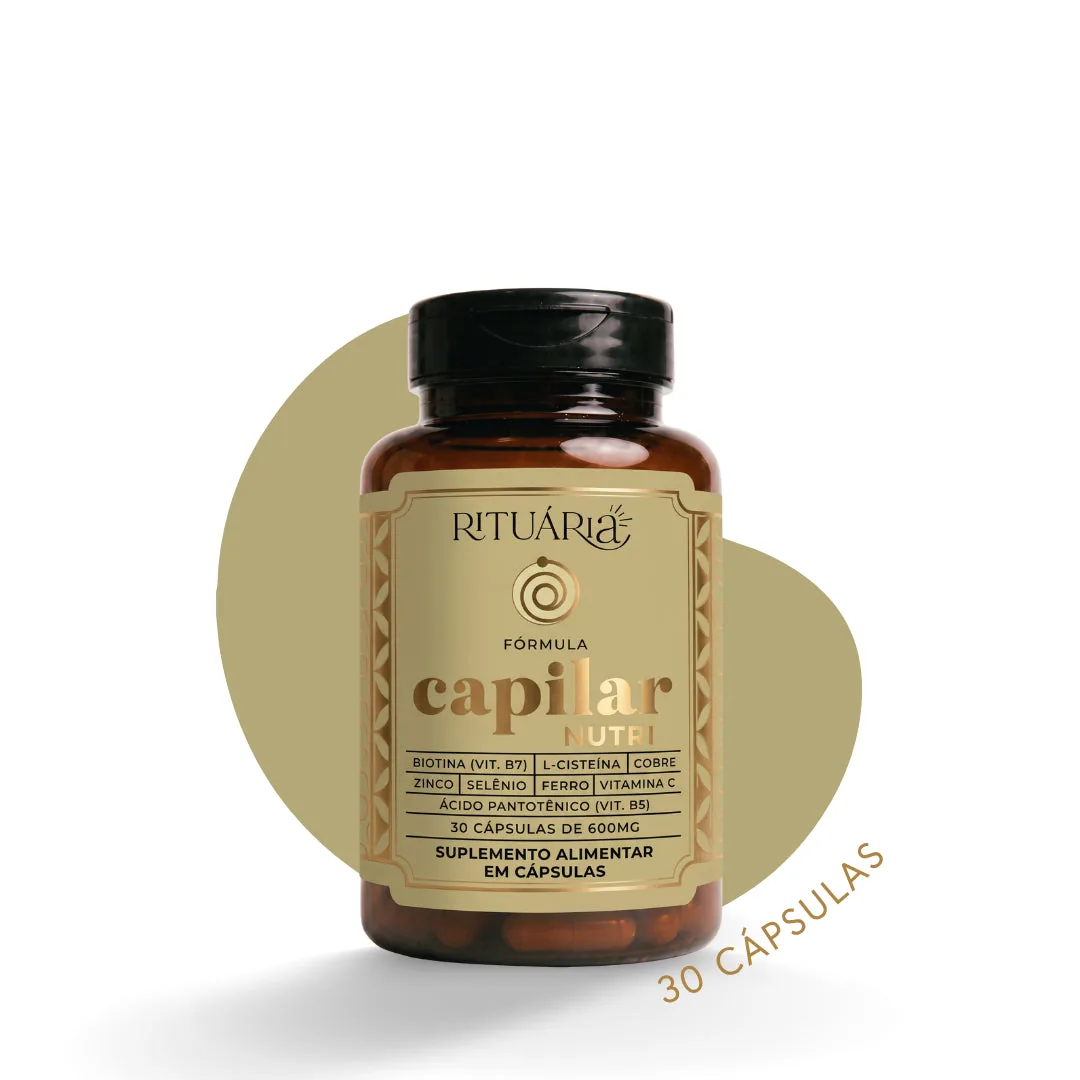 RITUÁRIA
FÓRMULA
capilar
NUTRI
BIOTINA (VIT. B7) L-CISTEÍNA COBRE
ZINCO SELÊNIO FERRO VITAMINA C
ÁCIDO PANTOTÊNICO (VIT. B5)
30 CÁPSULAS DE 600MG
SUPLEMENTO ALIMENTAR
EM CÁPSULAS
30 CÁPSULAS